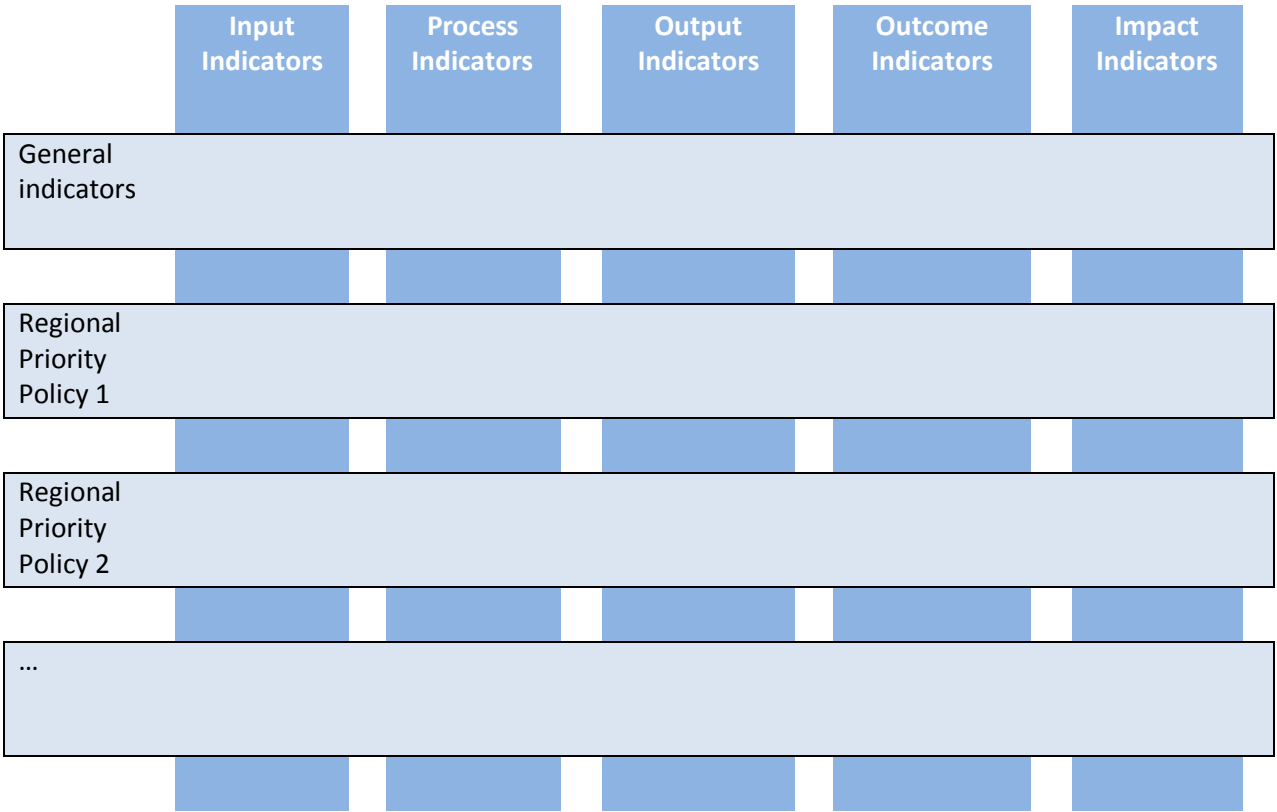 Input
Indicators
Process
Indicators
Output
Indicators
Outcome
Indicators
Impact
Indicators
General
indicators
Regional
Priority
Policy 1
Regional
Priority
Policy 2
...